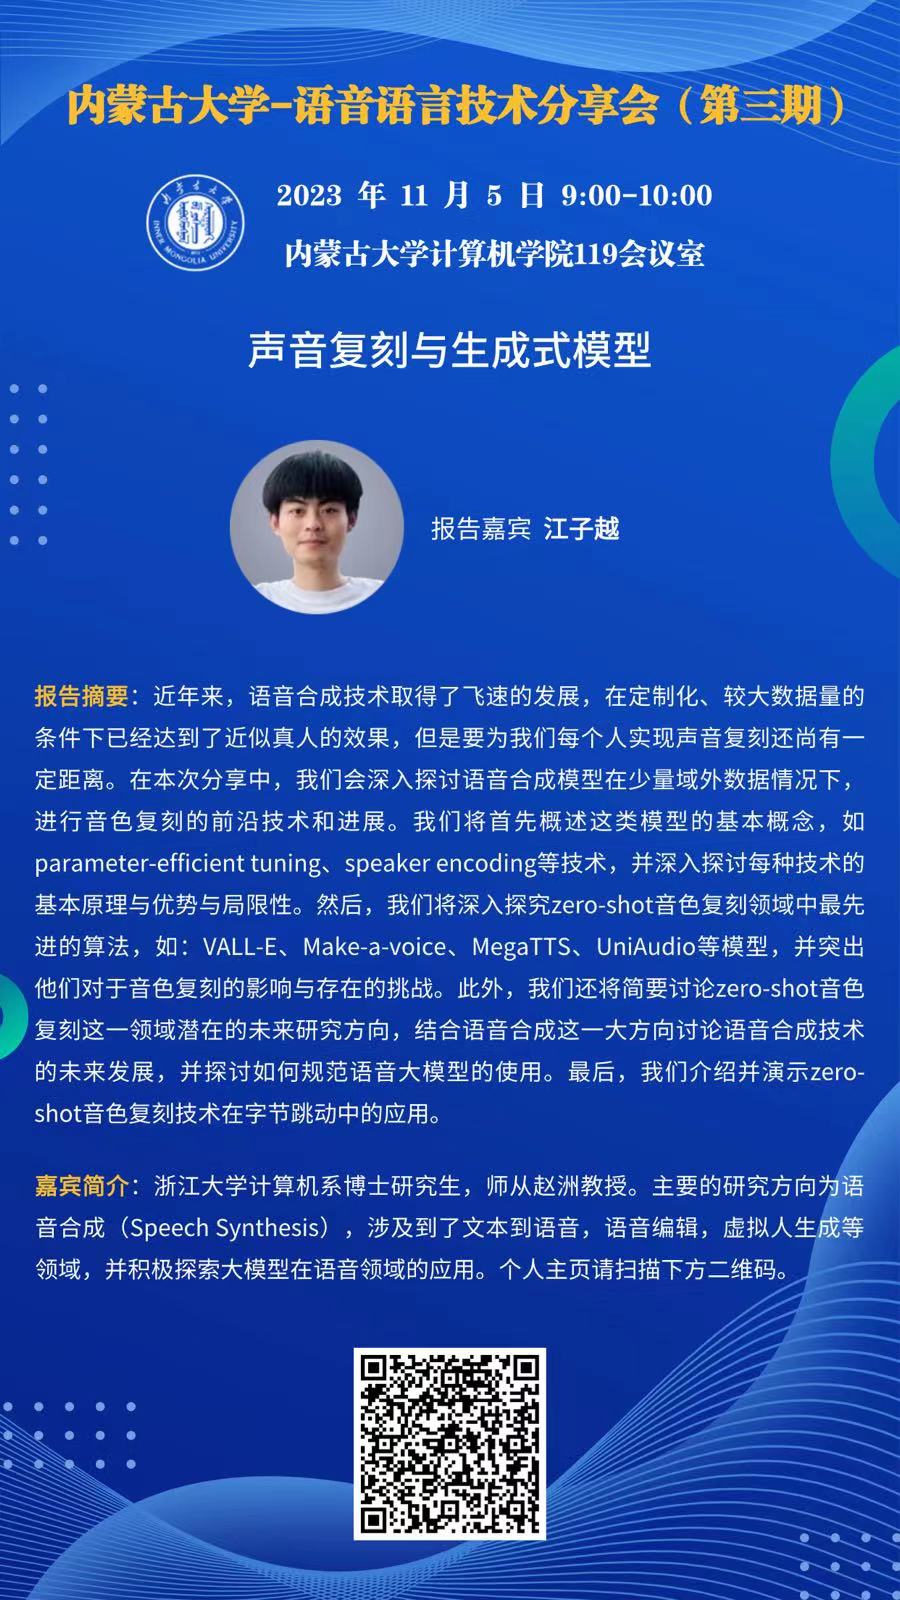 内蒙古大学-语音语言技术分享会（第三期）
2023 年 11 月 5 日 9:00-10:00
内蒙古大学计算机学院119会议室
INNER MONGOLIA UNIVERSITY
声音复刻与生成式模型
报告嘉宾 江子越
报告摘要：近年来，语音合成技术取得了飞速的发展，在定制化、较大数据量的
条件下已经达到了近似真人的效果，但是要为我们每个人实现声音复刻还尚有一
定距离。在本次分享中，我们会深入探讨语音合成模型在少量域外数据情况下，
进行音色复刻的前沿技术和进展。我们将首先概述这类模型的基本概念，如
parameter-efficient tuning、speaker encoding等技术，并深入探讨每种技术的
基本原理与优势与局限性。然后，我们将深入探究zero-shot音色复刻领域中最先
进的算法，如：VALL-E、Make-a-voice、MegaTTS、UniAudio等模型，并突出
他们对于音色复刻的影响与存在的挑战。此外，我们还将简要讨论zero-shot音色
复刻这一领域潜在的未来研究方向，结合语音合成这一大方向讨论语音合成技术
的未来发展，并探讨如何规范语音大模型的使用。最后，我们介绍并演示zero-
shot音色复刻技术在字节跳动中的应用。
嘉宾简介：浙江大学计算机系博士研究生，师从赵洲教授。主要的研究方向为语
音合成（Speech Synthesis），涉及到了文本到语音，语音编辑，虚拟人生成等
领域，并积极探索大模型在语音领域的应用。个人主页请扫描下方二维码。